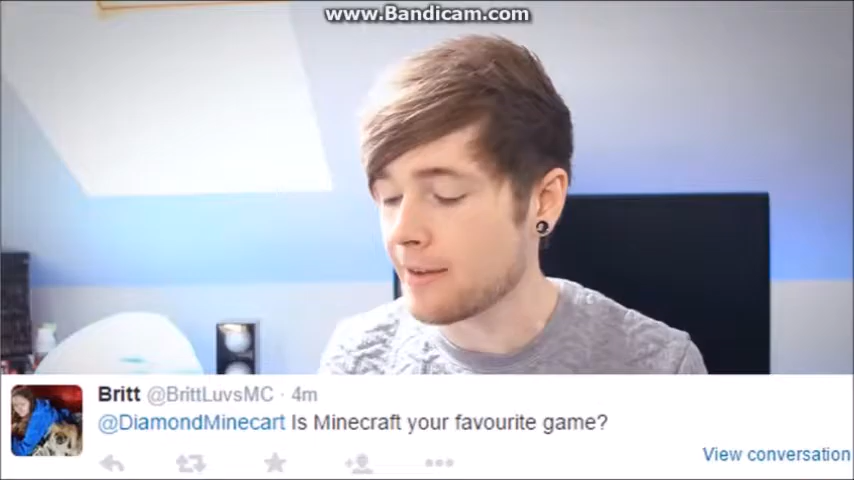 www.Bandicam.com
Britt @BrittLuvsMC · 4m
@DiamondMinecart Is Minecraft your favourite game?
View conversation